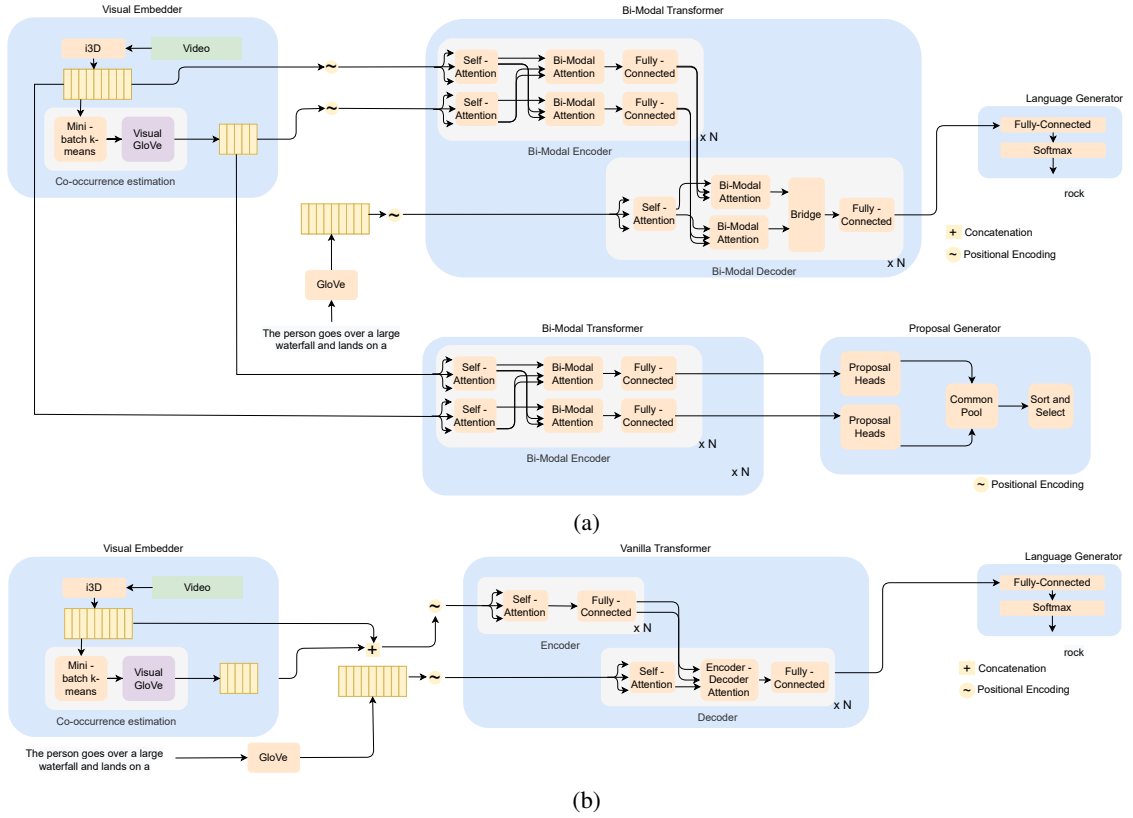 Visual Embedder
i3D
Video
Mini -
batch k-
means
Visual
GloVe
Co-occurrence estimation
~
~
Bi-Modal Transformer
Self -
Attention
Bi-Modal
Attention
Fully -
Connected
Self -
Attention
Bi-Modal
Attention
Fully -
Connected
x N
Bi-Modal Encoder
~
GloVe
The person goes over a large
waterfall and lands on a
Self -
Attention
Bi-Modal
Attention
Bi-Modal
Attention
Bridge
Fully -
Connected
x N
Bi-Modal Decoder
Language Generator
Fully-Connected
Softmax
rock
+ Concatenation
~ Positional Encoding
Bi-Modal Transformer
Self -
Attention
Bi-Modal
Attention
Fully -
Connected
Self -
Attention
Bi-Modal
Attention
Fully -
Connected
x N
Bi-Modal Encoder
x N
Proposal Generator
Proposal
Heads
Proposal
Heads
Common
Pool
Sort and
Select
~ Positional Encoding
(a)
Visual Embedder
i3D
Video
Mini -
batch k-
means
Visual
GloVe
Co-occurrence estimation
The person goes over a large
waterfall and lands on a
GloVe
+
~
~
Vanilla Transformer
Self -
Attention
Fully -
Connected
x N
Encoder
Self -
Attention
Encoder -
Decoder
Attention
Fully -
Connected
x N
Decoder
Language Generator
Fully-Connected
Softmax
rock
+ Concatenation
~ Positional Encoding
(b)